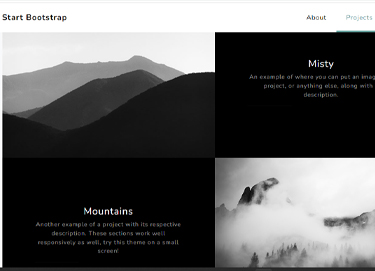 Start Bootstrap
About
Projects
Misty
An example of where you can put an imag
project, or anything else, along with
description.
Mountains
Another example of a project with its respective
description. These sections work well
responsively as well, try this theme on a small
screen!